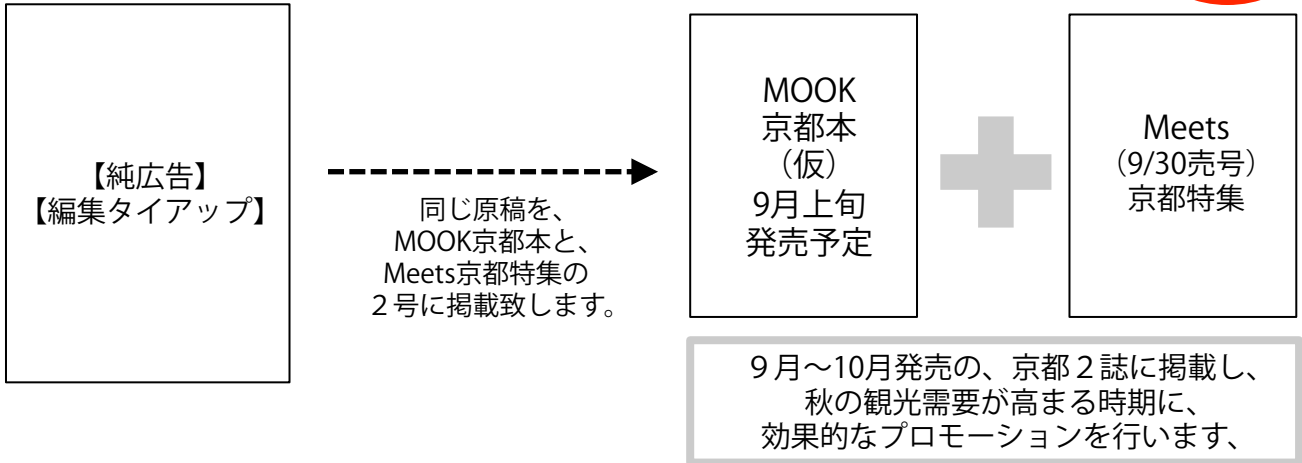 【純広告】
【編集タイアップ】
同じ原稿を、
MOOK京都本と、
Meets京都特集の
２号に掲載致します。
MOOK
京都本
（仮）
9月上旬
発売予定
Meets
（9/30売号）
京都特集
９月～10月発売の、京都２誌に掲載し、
秋の観光需要が高まる時期に、
効果的なプロモーションを行います、